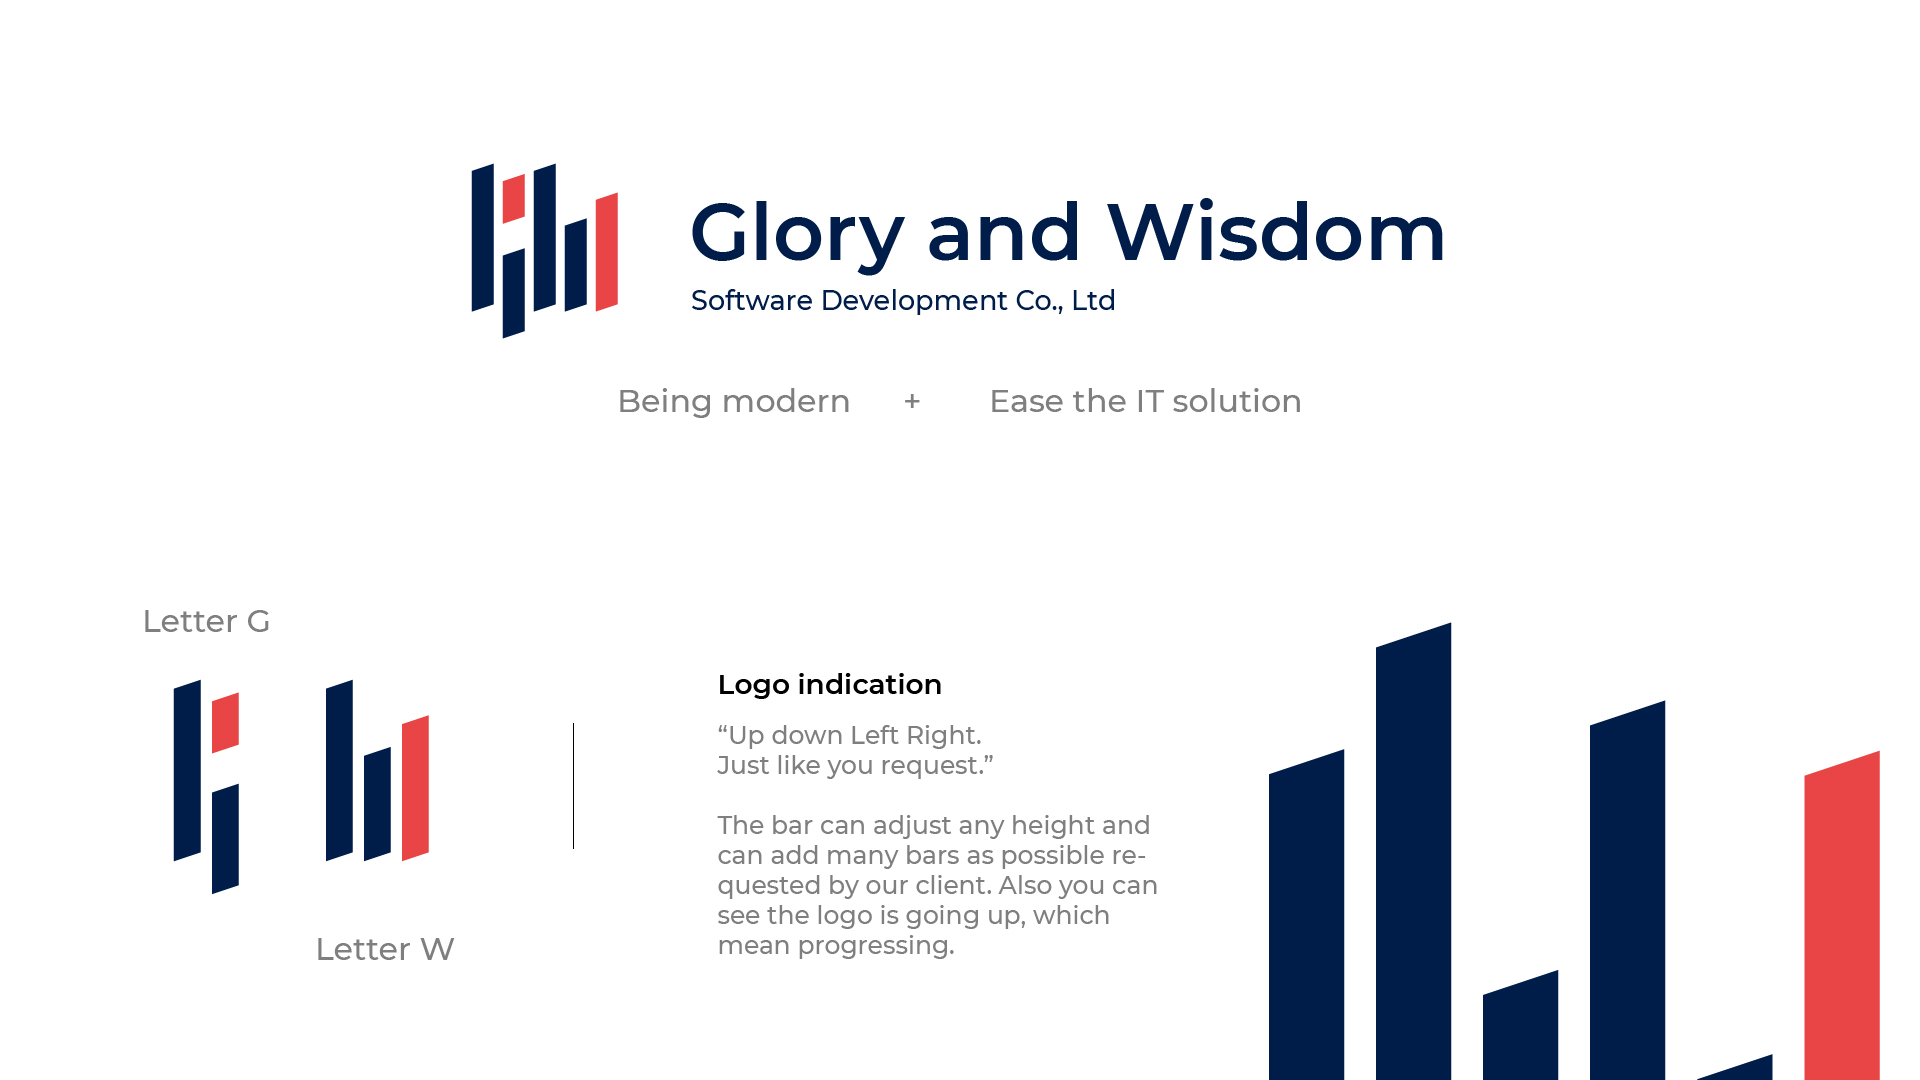 Glory and Wisdom
Software Development Co., Ltd
Being modern + Ease the IT solution
Letter G
Letter W
Logo indication
“Up down Left Right.
Just like you request.”
The bar can adjust any height and
can add many bars as possible re-
quested by our client. Also you can
see the logo is going up, which
mean progressing.